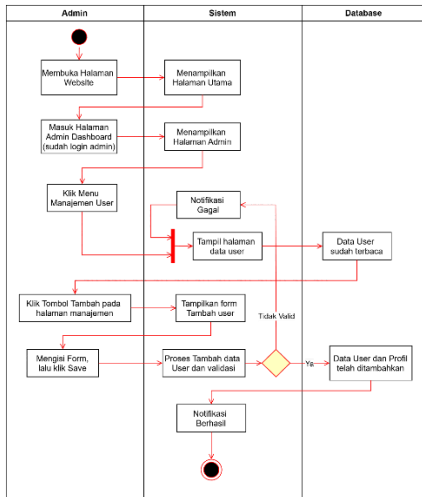 Admin
Sistem
Database
Membuka Halaman
Website
Menampilkan
Halaman Utama
Masuk Halaman
Admin Dashboard
(sudah login admin)
Menampilkan
Halaman Admin
Klik Menu
Manajemen User
Notifikasi
Gagal
Tampil halaman
data user
Data User
sudah terbaca
Klik Tombol Tambah pada
halaman manajemen
Tampilkan form
Tambah user
Tidak Valid
Mengisi Form,
lalu klik Save
Proses Tambah data
User dan validasi
Ya
Data User dan Profil
telah ditambahkan
Notifikasi
Berhasil